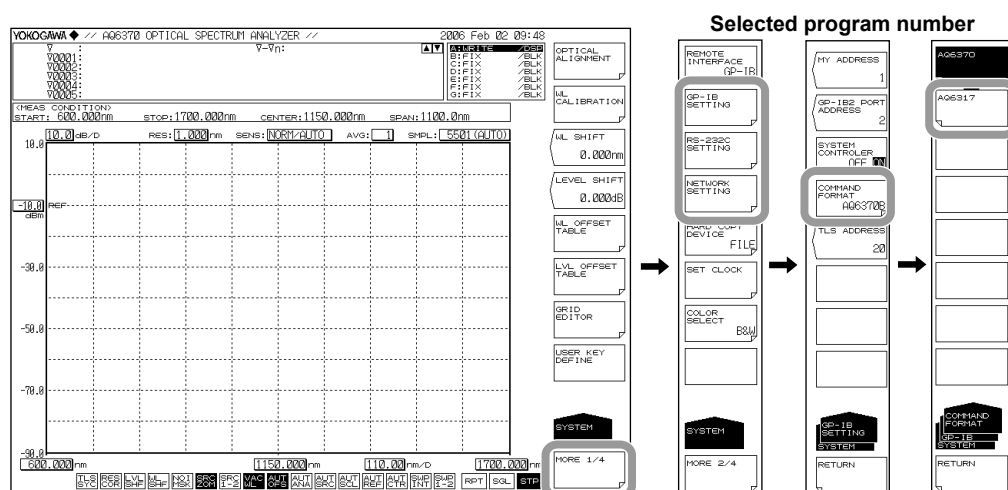 Selected program number
YOKOGAWA ◆ // AQ6370 OPTICAL SPECTRUM ANALYZER // 2006 Feb 02 09:48
∇ : ∇-∇n:
∇0001:
∇0002:
∇0003:
∇0004:
∇0005:
A:WRITE /DSP
B:FIX /BLK
C:FIX /BLK
D:FIX /BLK
E:FIX /BLK
F:FIX /BLK
G:FIX /BLK
<MEAS CONDITION>
START: 600.000nm STOP:1700.000nm CENTER:1150.000nm SPAN:1100.0nm
10.0 dB/D RES: 1.000 nm SENS: NORM/AUTO AVG: 1 SMPL: 5501(AUTO)
10.0
-10.0 REF
dBm
-30.0
-50.0
-70.0
-90.0
600.000 nm 1150.000 nm 110.00 nm/D 1700.000 nm
TLS SYC
RES COR
LVL SHF
WL SHF
NOI MSK
SRC ZOM
SRC 1-2
VAC WL
AUT OFS
AUT ANA
AUT SRC
AUT SCL
AUT REF
AUT CTR
SWP INT
SWP 1-2
RPT
SGL
STP
OPTICAL
ALIGNMENT
WL
CALIBRATION
WL SHIFT
0.000nm
LEVEL SHIFT
0.000dB
WL OFFSET
TABLE
LVL OFFSET
TABLE
GRID
EDITOR
USER KEY
DEFINE
SYSTEM
MORE 1/4
REMOTE
INTERFACE
GP-IB
GP-IB
SETTING
RS-232C
SETTING
NETWORK
SETTING
HARD COPY
DEVICE
FILE
SET CLOCK
COLOR
SELECT
B&W
SYSTEM
MORE 2/4
MY ADDRESS
1
GP-IB2 PORT
ADDRESS
2
SYSTEM
CONTROLER
OFF ON
COMMAND
FORMAT
AQ6370B
TLS ADDRESS
20
GP-IB
SETTING
SYSTEM
RETURN
AQ6370
AQ6317
COMMAND
FORMAT
GP-IB
SYSTEM
RETURN